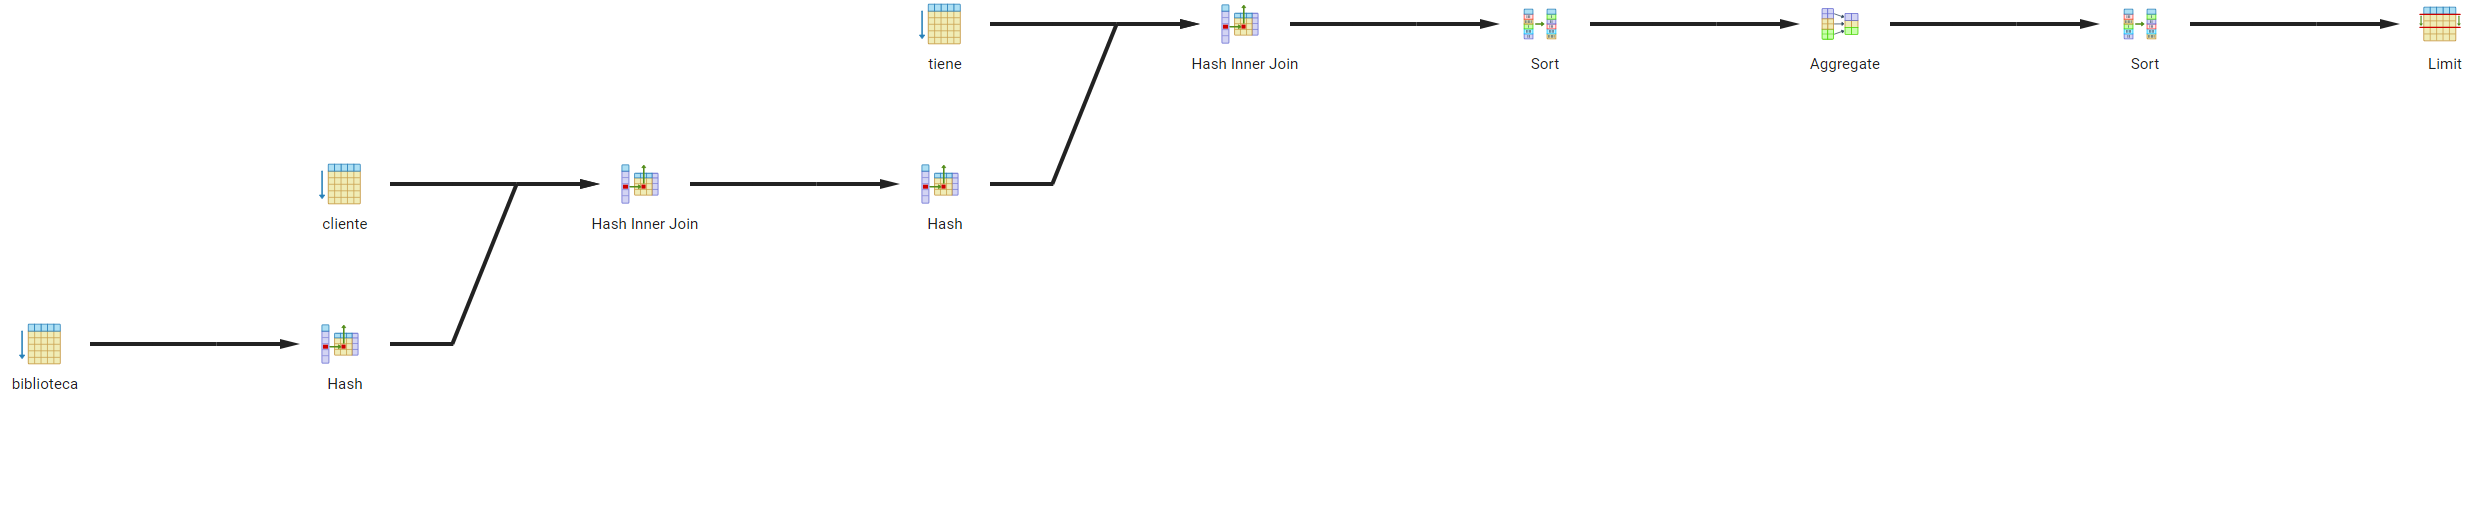 tiene
Hash Inner Join
Sort
Aggregate
Sort
Limit
cliente
Hash Inner Join
Hash
biblioteca
Hash